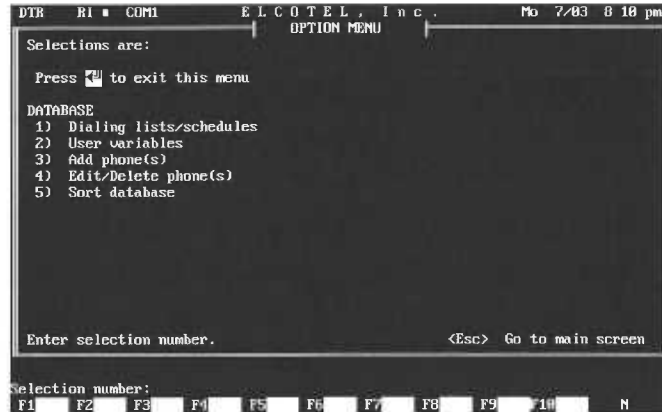 DTR RI ■ COM1 E L C O T E L , I n c . Mo 7/03 8 10 pm
OPTION MENU
Selections are:
Press to exit this menu
DATABASE
1) Dialing lists/schedules
2) User variables
3) Add phone(s)
4) Edit/Delete phone(s)
5) Sort database
Enter selection number. <Esc> Go to main screen
Selection number:
F1 F2 F3 F4 F5 F6 F7 F8 F9 F10 N